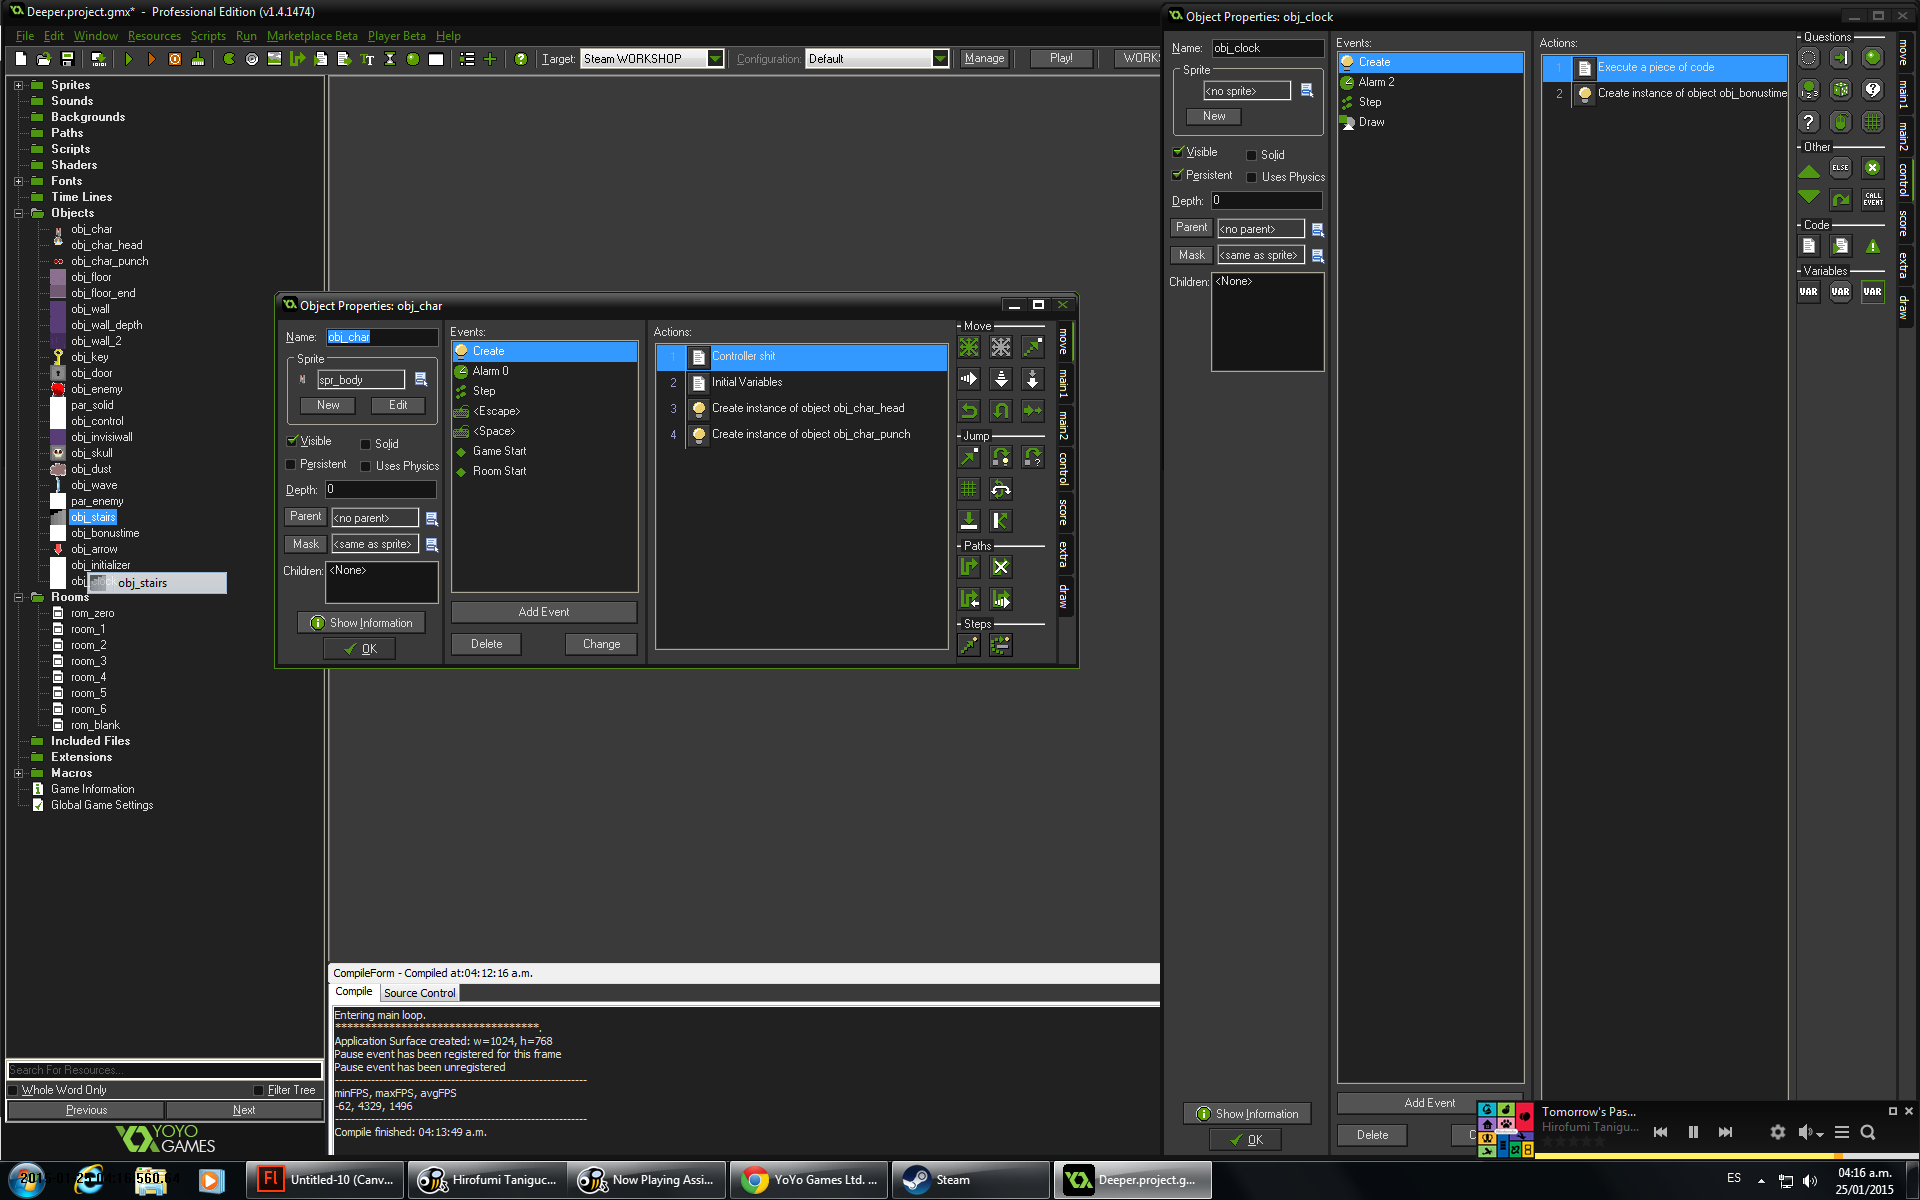 Deeper.project.gmx* - Professional Edition (v1.4.1474)
File Edit Window Resources Scripts Run Marketplace Beta Player Beta Help
Target: Steam WORKSHOP Configuration: Default Manage Play! WORKS
Sprites
Sounds
Backgrounds
Paths
Scripts
Shaders
Fonts
Time Lines
Objects
obj_char
obj_char_head
obj_char_punch
obj_floor
obj_floor_end
obj_wall
obj_wall_depth
obj_wall_2
obj_key
obj_door
obj_enemy
par_solid
obj_control
obj_invisiwall
obj_skull
obj_dust
obj_wave
par_enemy
obj_stairs
obj_bonustime
obj_arrow
obj_initializer
obj_stairs
Rooms
rom_zero
room_1
room_2
room_3
room_4
room_5
room_6
rom_blank
Included Files
Extensions
Macros
Game Information
Global Game Settings
Search For Resources...
Whole Word Only Filter Tree
Previous Next
YOYO GAMES
Object Properties: obj_char
Name: obj_char
Sprite
spr_body
New Edit
Visible Solid
Persistent Uses Physics
Depth: 0
Parent <no parent>
Mask <same as sprite>
Children: <None>
Show Information
OK
Events:
Create
Alarm 0
Step
<Escape>
<Space>
Game Start
Room Start
Add Event
Delete Change
Actions:
1 Controller shit
2 Initial Variables
3 Create instance of object obj_char_head
4 Create instance of object obj_char_punch
Move
Jump
Paths
Steps
move
main1
main2
control
score
extra
draw
CompileForm - Compiled at:04:12:16 a.m.
Compile Source Control
Entering main loop.
**********************************.
Application Surface created: w=1024, h=768
Pause event has been registered for this frame
Pause event has been unregistered
minFPS, maxFPS, avgFPS
-62, 4329, 1496
Compile finished: 04:13:49 a.m.
Object Properties: obj_clock
Name: obj_clock
Sprite
<no sprite>
New
Visible Solid
Persistent Uses Physics
Depth: 0
Parent <no parent>
Mask <same as sprite>
Children: <None>
Show Information
OK
Events:
Create
Alarm 2
Step
Draw
Add Event
Delete
Actions:
1 Execute a piece of code
2 Create instance of object obj_bonustime
Questions
Other
ELSE
CALL EVENT
Code
Variables
VAR VAR VAR
move
main1
main2
control
score
extra
draw
Tomorrow's Pas...
Hirofumi Tanigu...
Untitled-10 (Canv...
Hirofumi Taniguc...
Now Playing Assi...
YoYo Games Ltd. ...
Steam
Deeper.project.g...
ES
04:16 a.m.
25/01/2015